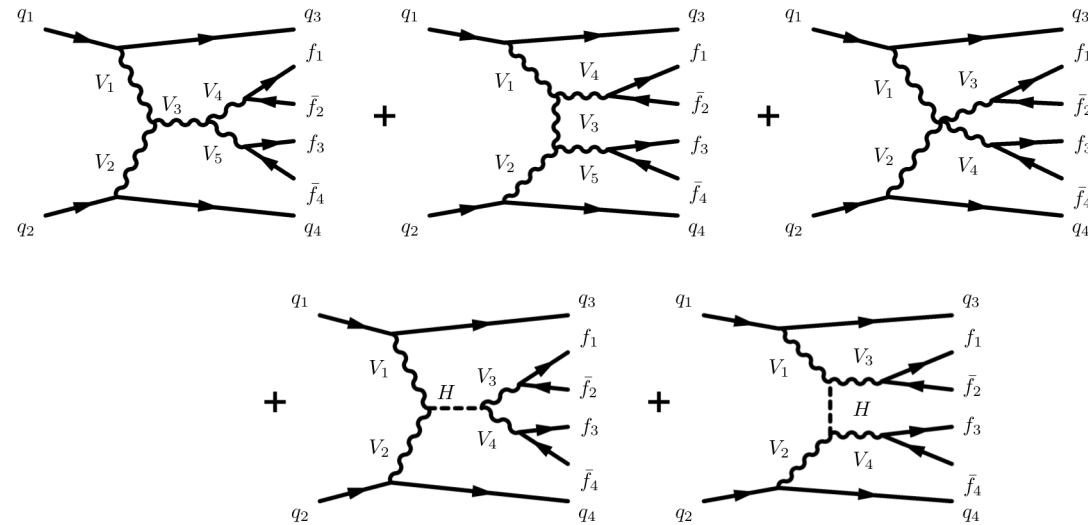 q₁ q₃
f₁
V₁ V₄
V₃ f̄₂
+
V₂ V₅ f₃
f̄₄
q₂ q₄
q₁ q₃
f₁
V₁ V₄
f̄₂
V₃
+
f₃
V₂ V₅
f̄₄
q₂ q₄
q₁ q₃
f₁
V₃
V₁
f̄₂
f₃
V₂ V₄
f̄₄
q₂ q₄
+
q₁ q₃
f₁
V₁ V₃
H f̄₂
+
V₂ V₄ f₃
f̄₄
q₂ q₄
q₁ q₃
f₁
V₁ V₃
f̄₂
H
f₃
V₂ V₄
f̄₄
q₂ q₄